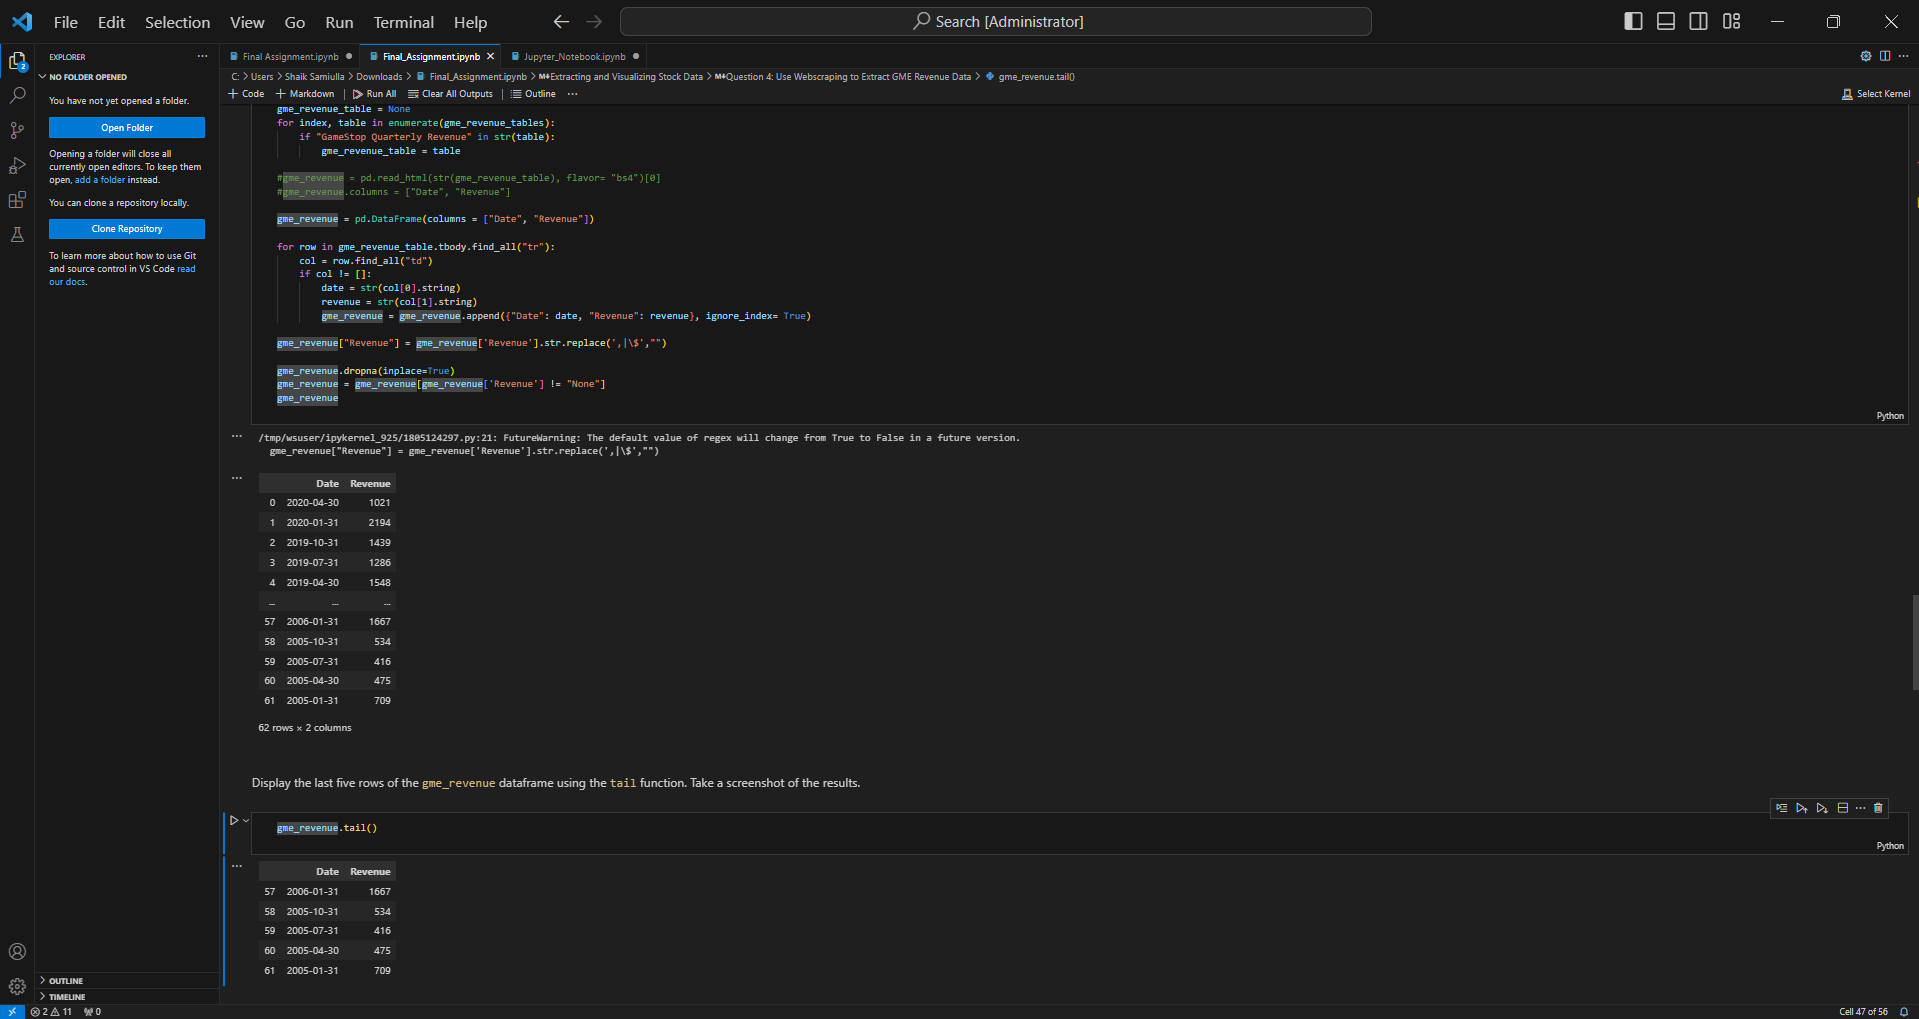 File Edit Selection View Go Run Terminal Help
Search [Administrator]
EXPLORER ...
NO FOLDER OPENED
You have not yet opened a folder.
Open Folder
Opening a folder will close all
currently open editors. To keep them
open, add a folder instead.
You can clone a repository locally.
Clone Repository
To learn more about how to use Git
and source control in VS Code read
our docs.
OUTLINE
TIMELINE
Final Assignment.ipynb Final_Assignment.ipynb Jupyter_Notebook.ipynb
C: > Users > Shaik Samiulla > Downloads > Final_Assignment.ipynb > M↓Extracting and Visualizing Stock Data > M↓Question 4: Use Webscraping to Extract GME Revenue Data > gme_revenue.tail()
+ Code + Markdown Run All Clear All Outputs Outline ... Select Kernel
gme_revenue_table = None
for index, table in enumerate(gme_revenue_tables):
    if "GameStop Quarterly Revenue" in str(table):
        gme_revenue_table = table
#gme_revenue = pd.read_html(str(gme_revenue_table), flavor= "bs4")[0]
#gme_revenue.columns = ["Date", "Revenue"]
gme_revenue = pd.DataFrame(columns = ["Date", "Revenue"])
for row in gme_revenue_table.tbody.find_all("tr"):
    col = row.find_all("td")
    if col != []:
        date = str(col[0].string)
        revenue = str(col[1].string)
        gme_revenue = gme_revenue.append({"Date": date, "Revenue": revenue}, ignore_index= True)
gme_revenue["Revenue"] = gme_revenue['Revenue'].str.replace(',|\$',"")
gme_revenue.dropna(inplace=True)
gme_revenue = gme_revenue[gme_revenue['Revenue'] != "None"]
gme_revenue
Python
/tmp/wsuser/ipykernel_925/1805124297.py:21: FutureWarning: The default value of regex will change from True to False in a future version.
  gme_revenue["Revenue"] = gme_revenue['Revenue'].str.replace(',|\$',"")
Date Revenue
0 2020-04-30 1021
1 2020-01-31 2194
2 2019-10-31 1439
3 2019-07-31 1286
4 2019-04-30 1548
... ... ...
57 2006-01-31 1667
58 2005-10-31 534
59 2005-07-31 416
60 2005-04-30 475
61 2005-01-31 709
62 rows × 2 columns
Display the last five rows of the gme_revenue dataframe using the tail function. Take a screenshot of the results.
gme_revenue.tail()
Python
Date Revenue
57 2006-01-31 1667
58 2005-10-31 534
59 2005-07-31 416
60 2005-04-30 475
61 2005-01-31 709
2 11 0
Cell 47 of 56